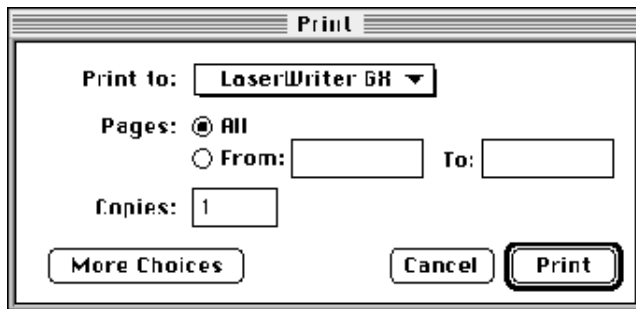 Print
Print to: LaserWriter GX
Pages: All
From: To:
Copies: 1
More Choices Cancel Print